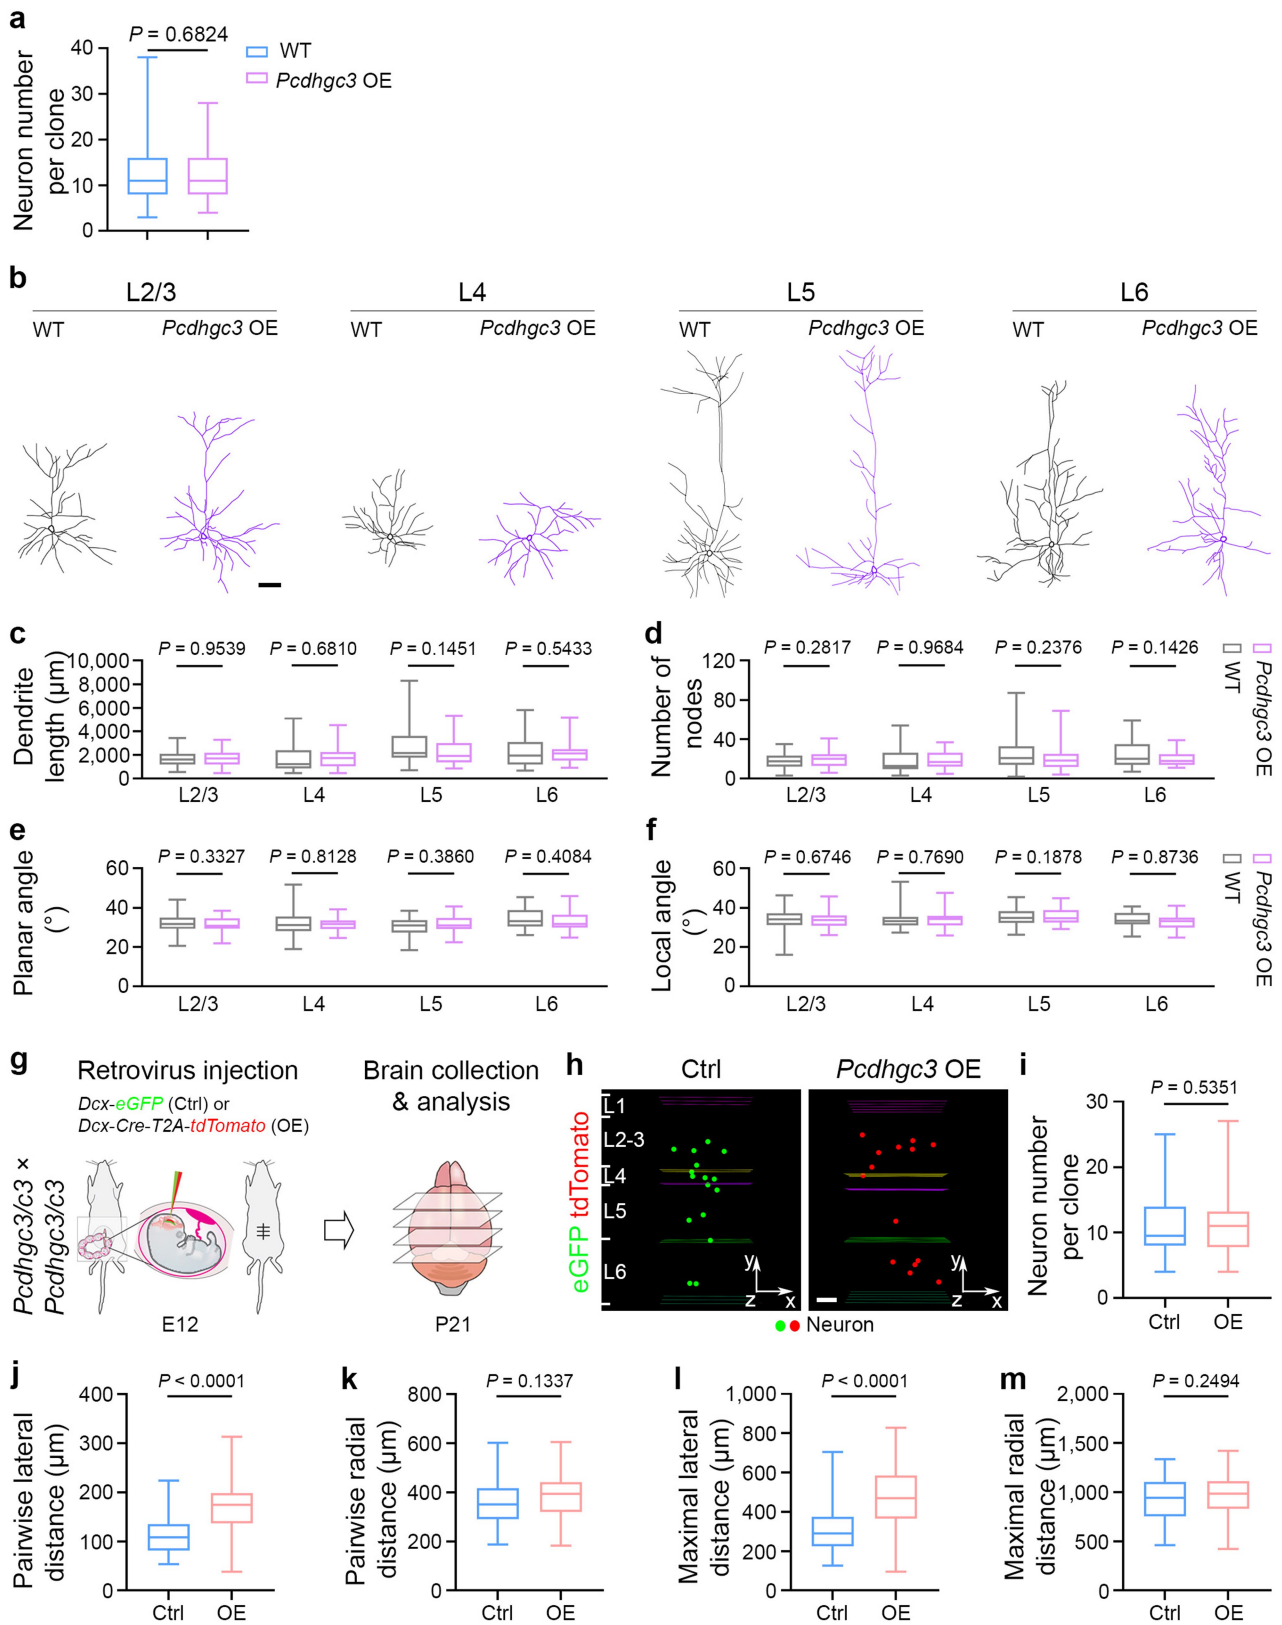 a
P = 0.6824
WT
Pcdhgc3 OE
Neuron number
per clone
40
30
20
10
0
b
L2/3
L4
L5
L6
WT
Pcdhgc3 OE
WT
Pcdhgc3 OE
WT
Pcdhgc3 OE
WT
Pcdhgc3 OE
c
Dendrite
length (µm)
10,000
8,000
6,000
4,000
2,000
0
P = 0.9539
P = 0.6810
P = 0.1451
P = 0.5433
L2/3
L4
L5
L6
d
Number of
nodes
120
80
40
0
P = 0.2817
P = 0.9684
P = 0.2376
P = 0.1426
L2/3
L4
L5
L6
Pcdhgc3 OE
WT
e
Planar angle
(°)
60
40
20
0
P = 0.3327
P = 0.8128
P = 0.3860
P = 0.4084
L2/3
L4
L5
L6
f
Local angle
(°)
60
40
20
0
P = 0.6746
P = 0.7690
P = 0.1878
P = 0.8736
L2/3
L4
L5
L6
Pcdhgc3 OE
WT
g
Retrovirus injection
Dcx-eGFP (Ctrl) or
Dcx-Cre-T2A-tdTomato (OE)
Pcdhgc3/c3 ×
Pcdhgc3/c3
E12
Brain collection
& analysis
P21
h
Ctrl
Pcdhgc3 OE
eGFP tdTomato
L1
L2-3
L4
L5
L6
y
z
x
y
z
x
Neuron
i
P = 0.5351
Neuron number
per clone
30
20
10
0
Ctrl
OE
j
P < 0.0001
Pairwise lateral
distance (µm)
400
300
200
100
0
Ctrl
OE
k
P = 0.1337
Pairwise radial
distance (µm)
800
600
400
200
0
Ctrl
OE
l
P < 0.0001
Maximal lateral
distance (µm)
1,000
800
600
400
200
0
Ctrl
OE
m
P = 0.2494
Maximal radial
distance (µm)
2,000
1,500
1,000
500
0
Ctrl
OE